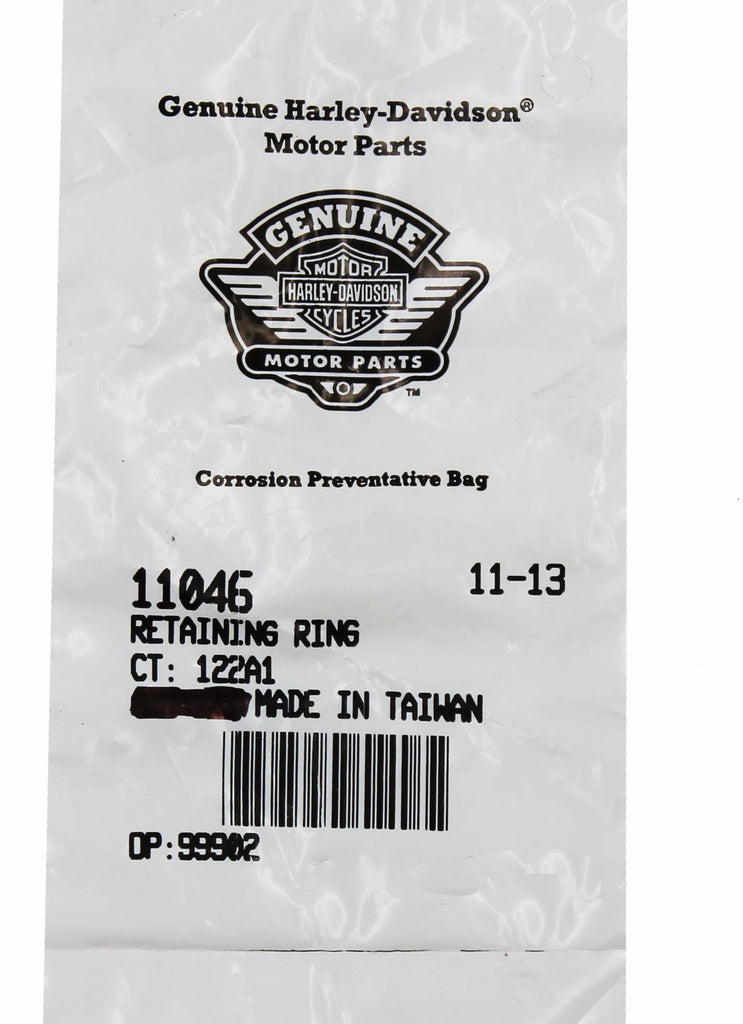 Genuine Harley-Davidson®
Motor Parts
GENUINE
MOTOR
HARLEY-DAVIDSON
CYCLES
MOTOR PARTS
TM
Corrosion Preventative Bag
11046 11-13
RETAINING RING
CT: 122A1
MADE IN TAIWAN
OP:99902